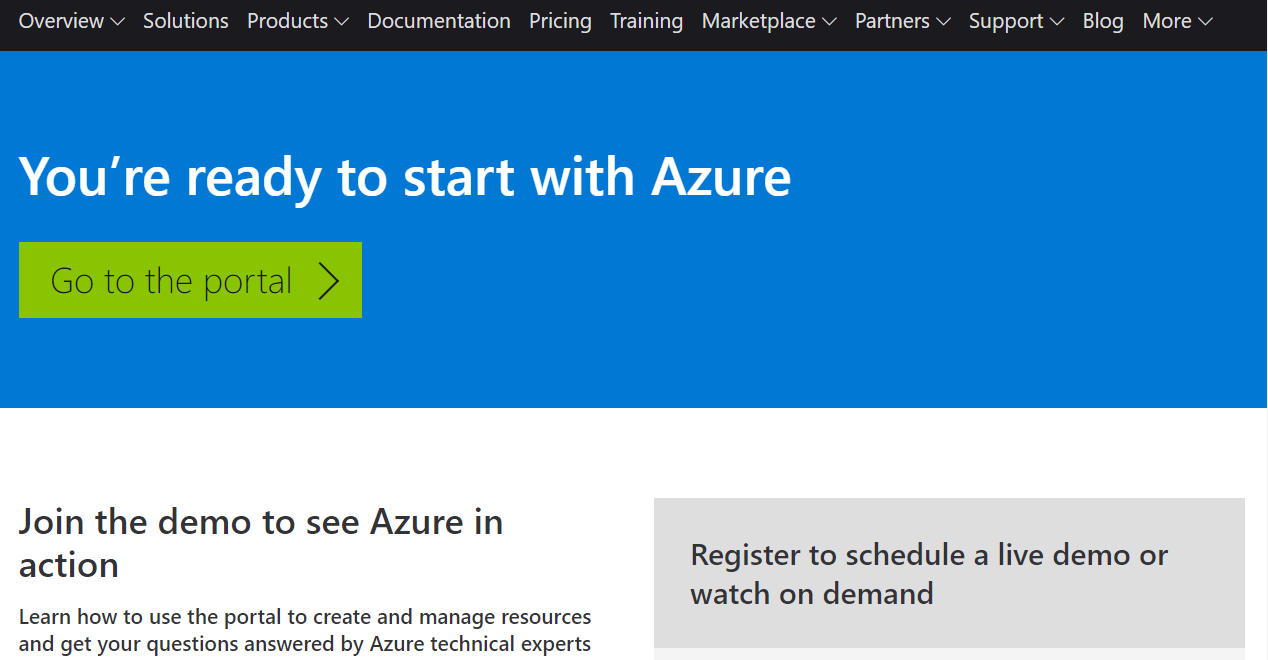 Overview Solutions Products Documentation Pricing Training Marketplace Partners Support Blog More
You’re ready to start with Azure
Go to the portal
Join the demo to see Azure in
action
Learn how to use the portal to create and manage resources
and get your questions answered by Azure technical experts
Register to schedule a live demo or
watch on demand